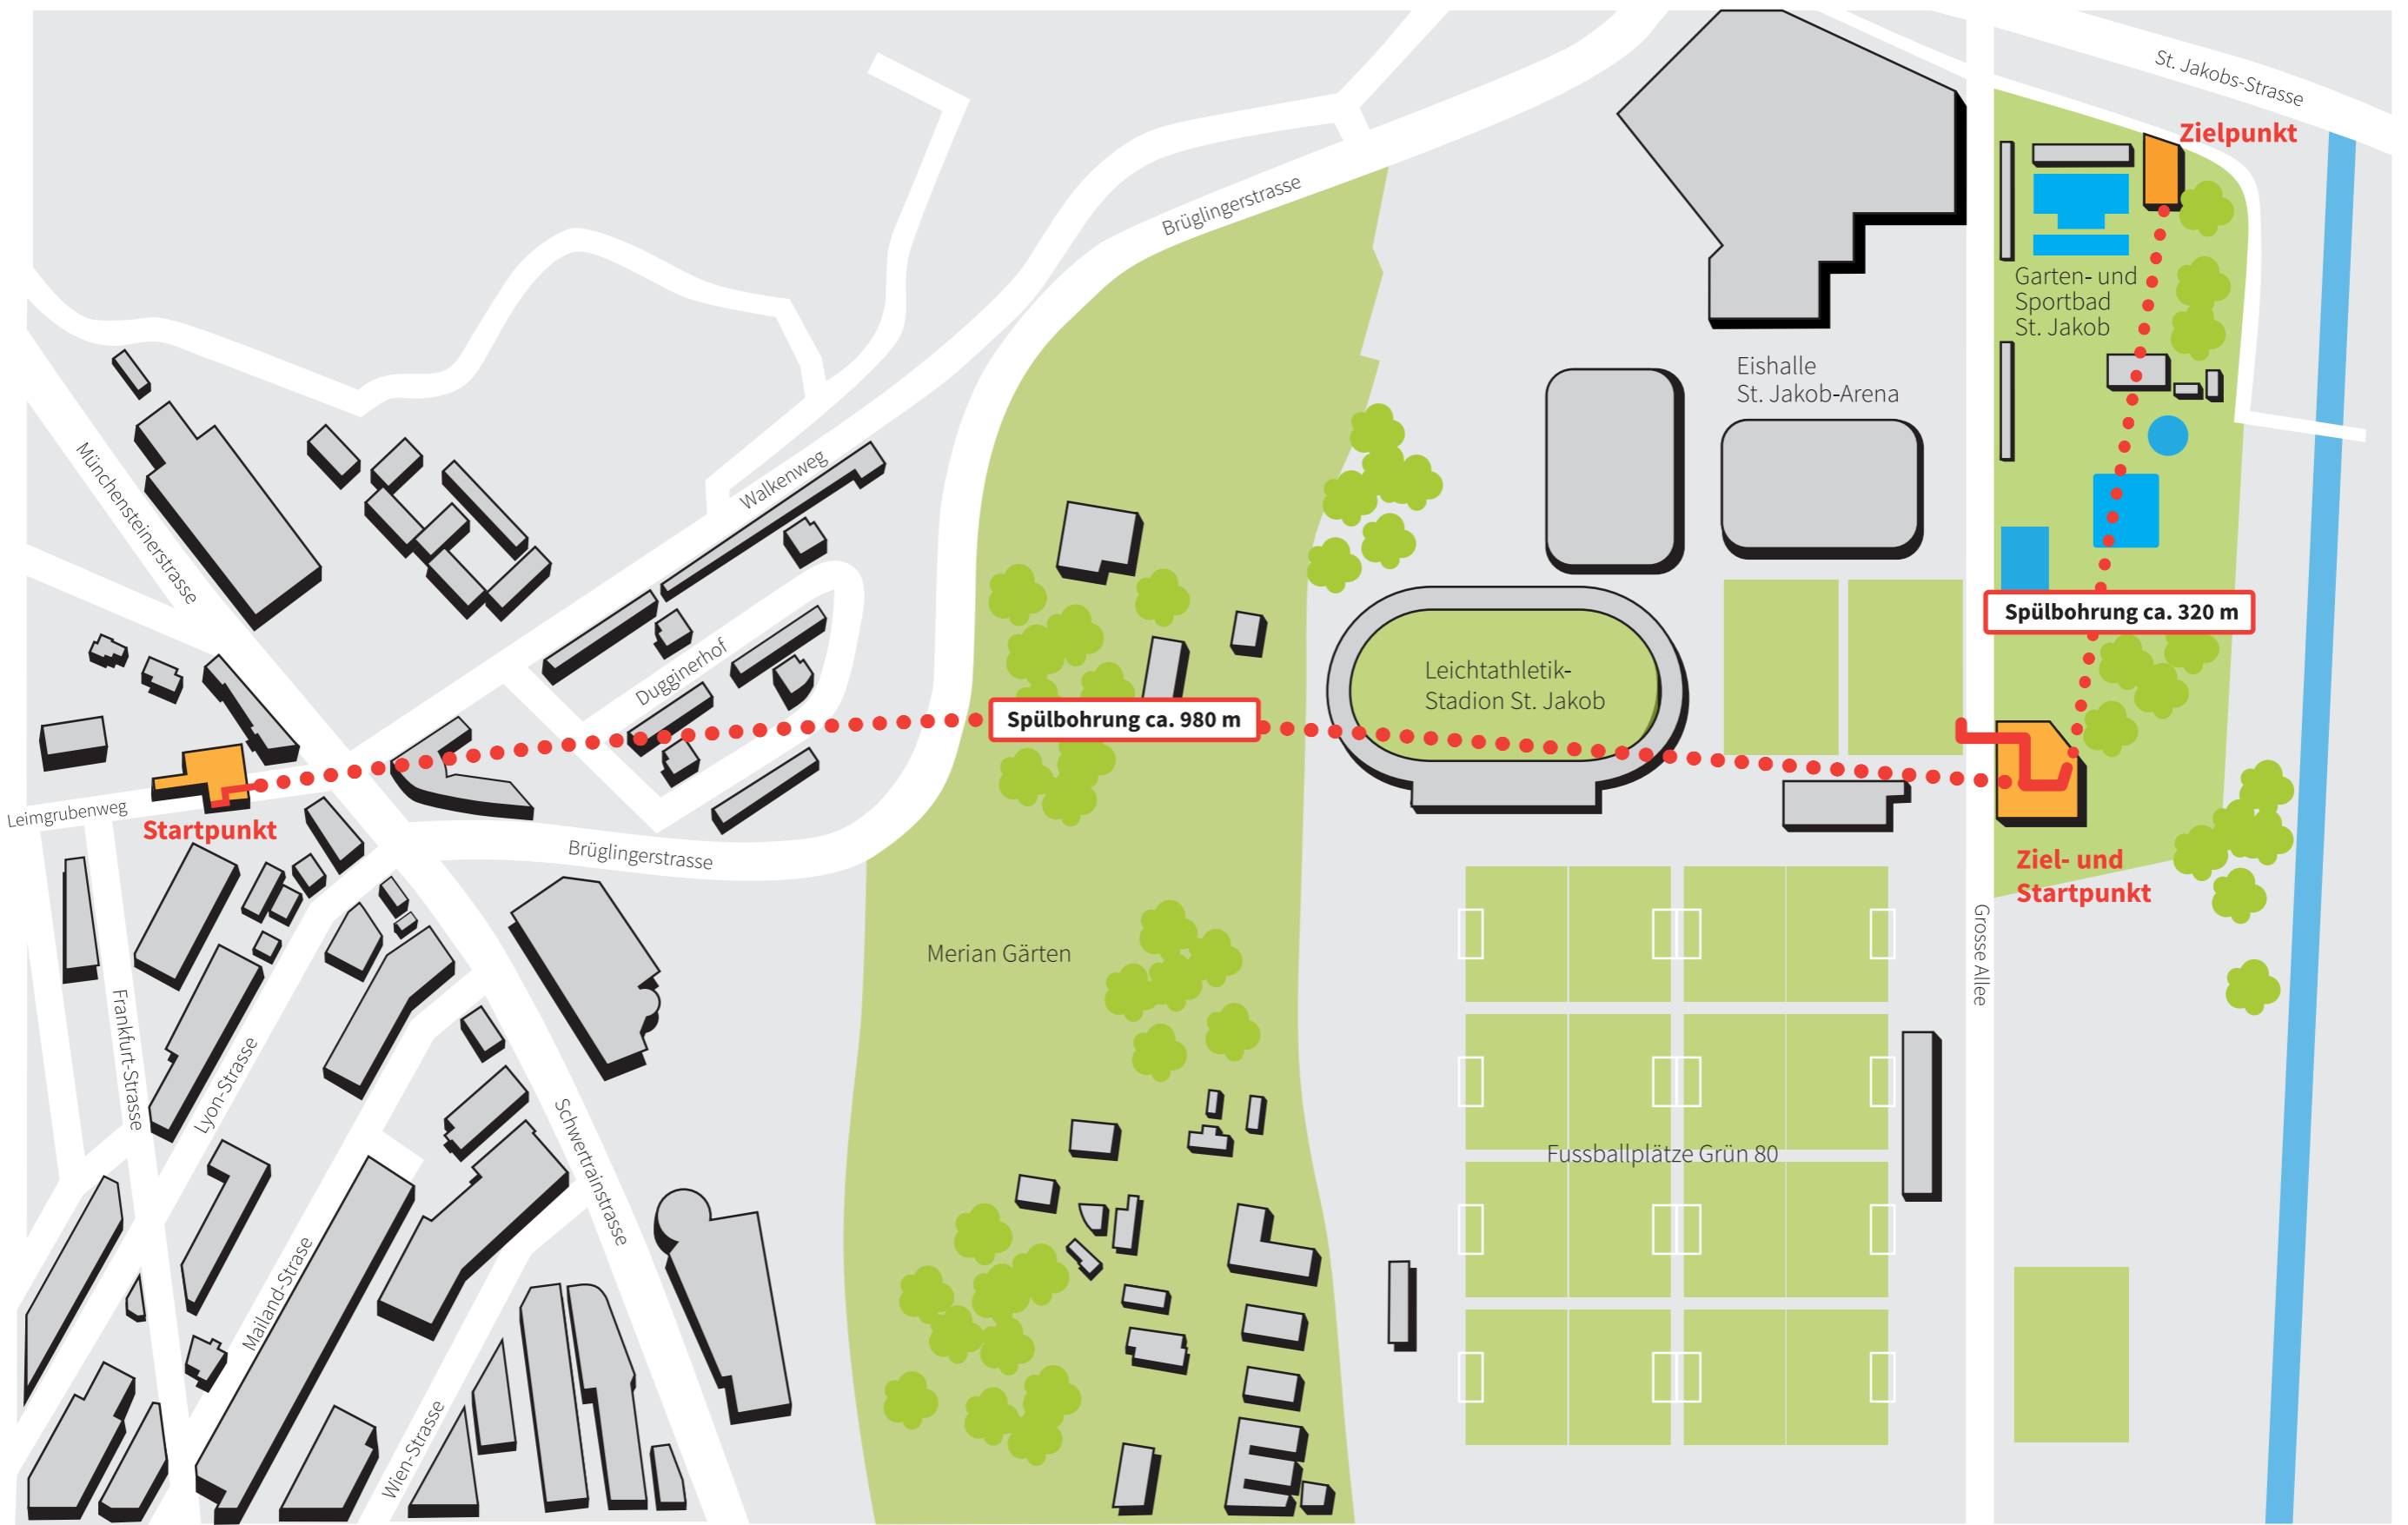 St. Jakobs-Strasse
Zielpunkt
Brüglingerstrasse
Garten- und
Sportbad
St. Jakob
Eishalle
St. Jakob-Arena
Walkenweg
Münchensteinerstrasse
Spülbohrung ca. 320 m
Dugginerhof
Leichtathletik-
Stadion St. Jakob
Spülbohrung ca. 980 m
Leimgrubenweg
Startpunkt
Brüglingerstrasse
Ziel- und
Startpunkt
Merian Gärten
Grosse Allee
Frankfurt-Strasse
Lyon-Strasse
Schwertrainstrasse
Fussballplätze Grün 80
Mailand-Strase
Wien-Strasse